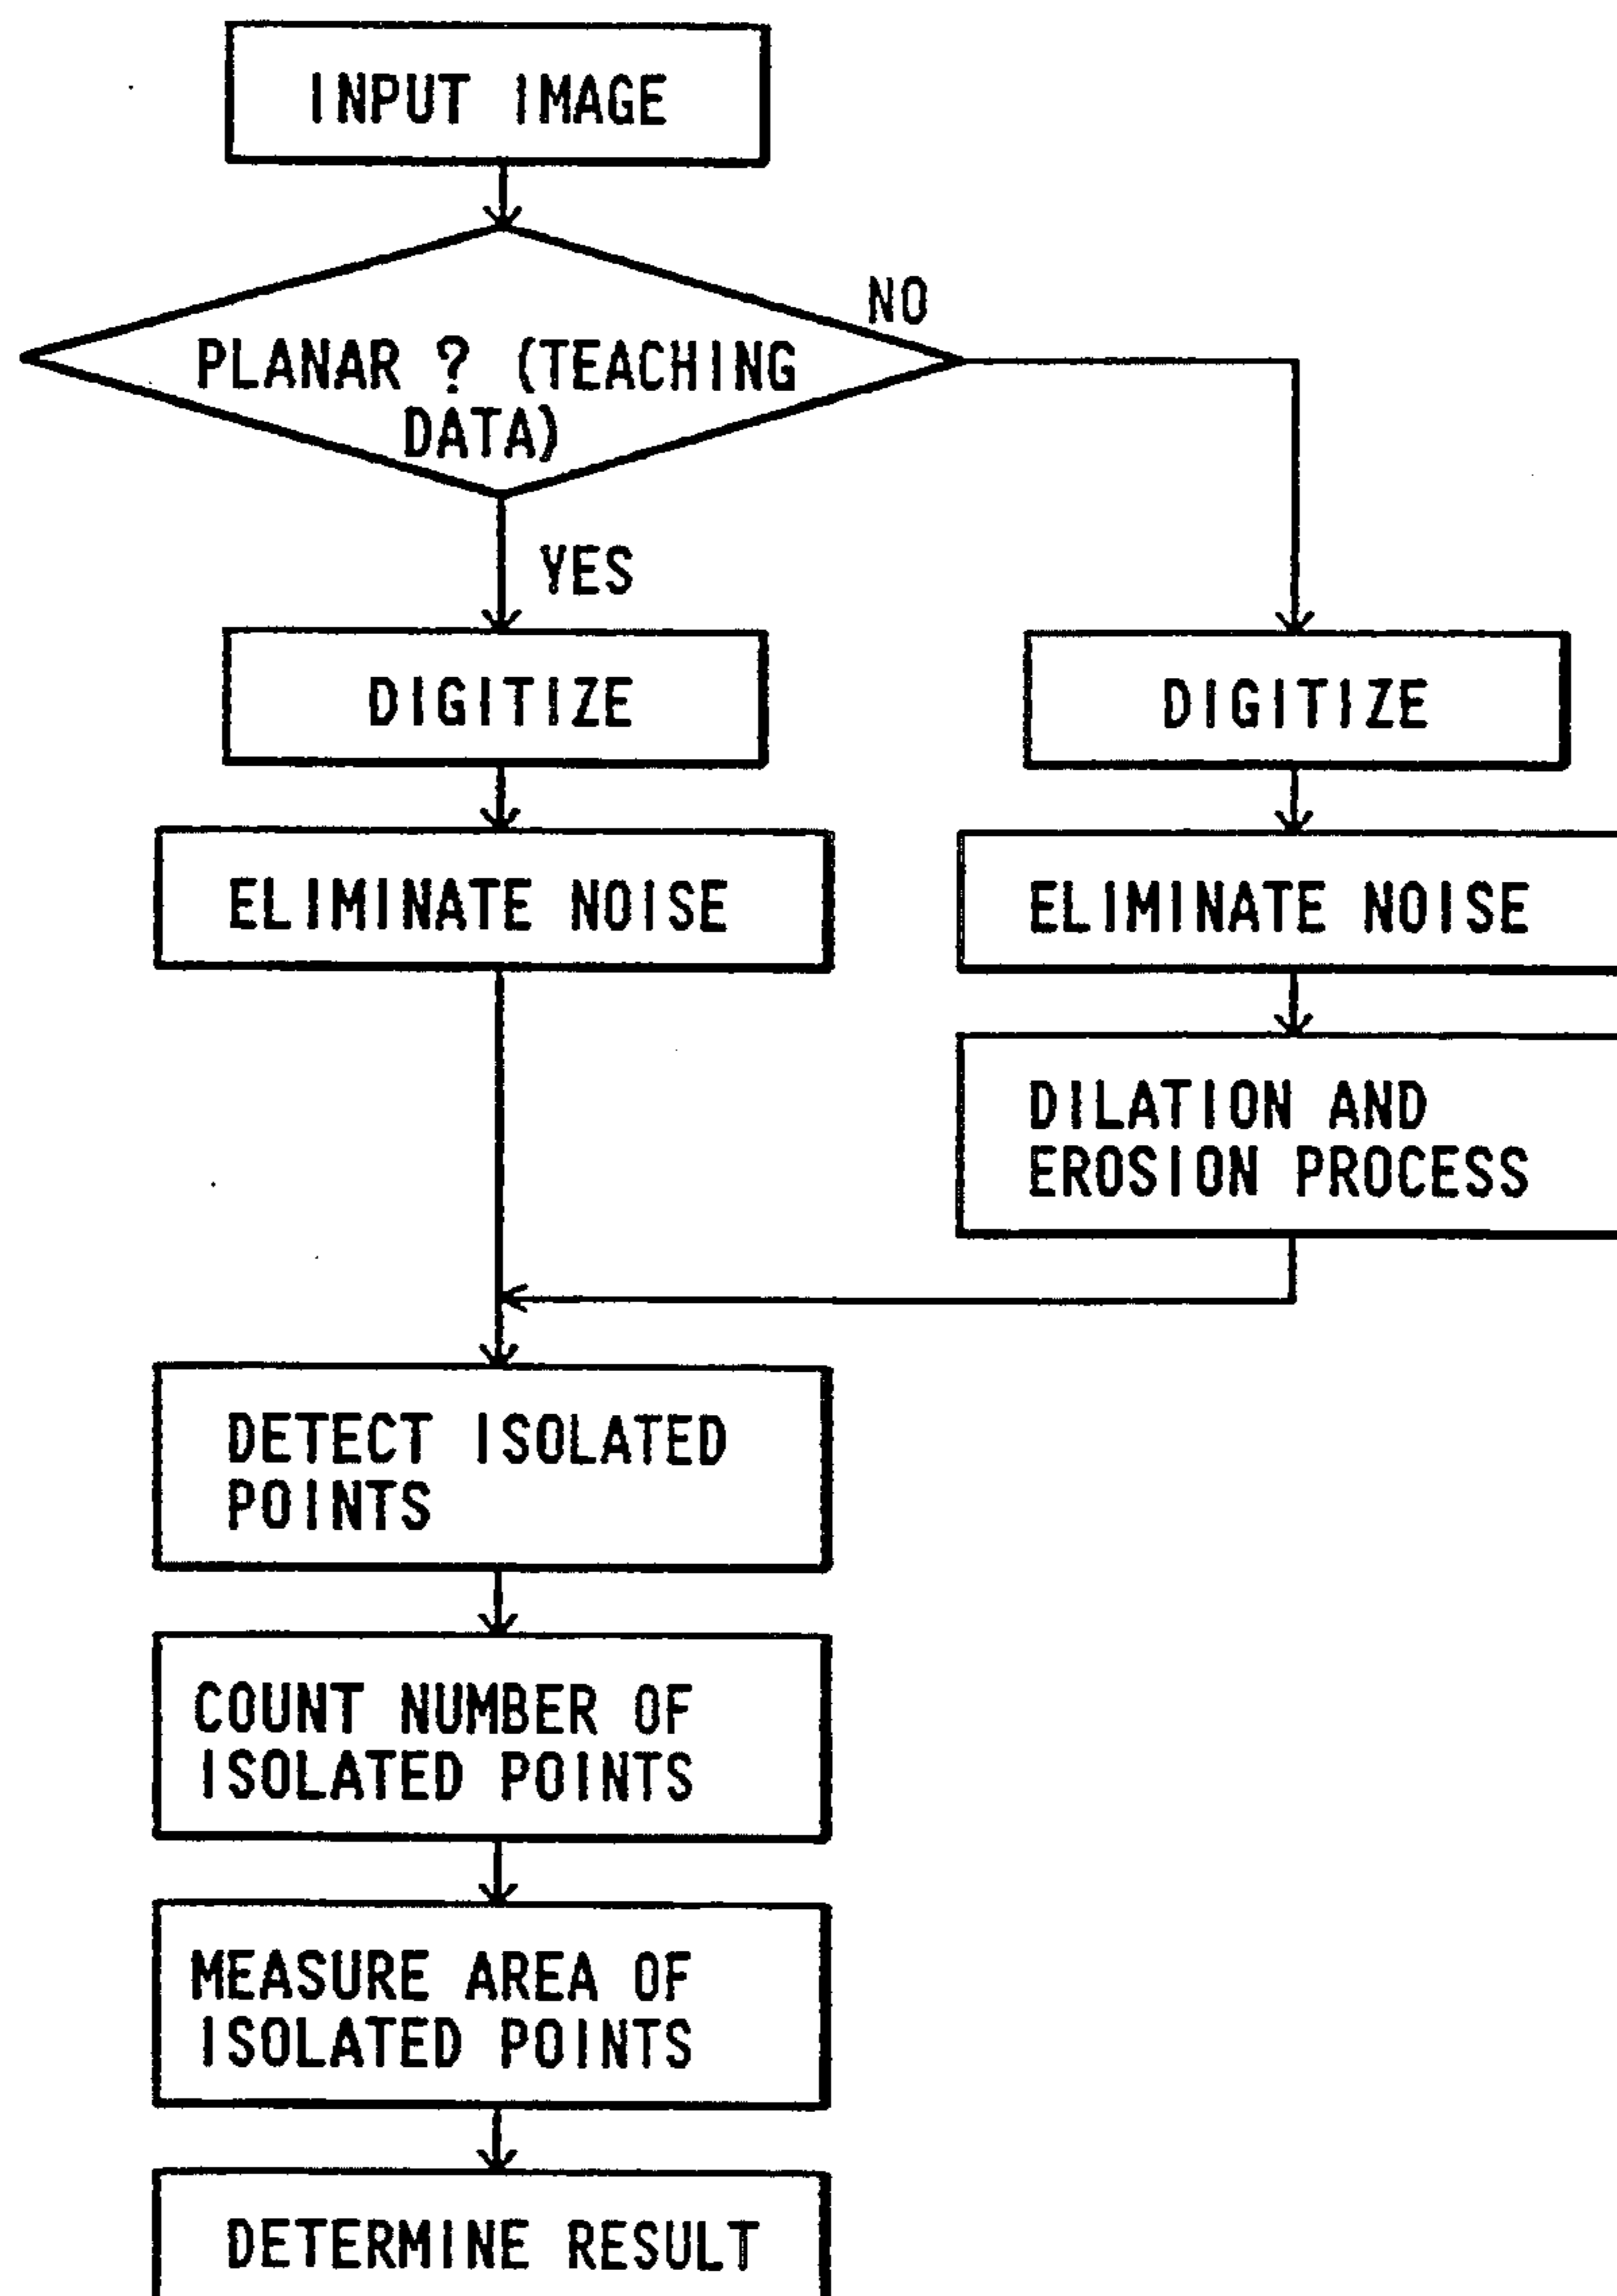 INPUT IMAGE
PLANAR ? (TEACHING
DATA)
NO
YES
DIGITIZE
DIGITIZE
ELIMINATE NOISE
ELIMINATE NOISE
DILATION AND
EROSION PROCESS
DETECT ISOLATED
POINTS
COUNT NUMBER OF
ISOLATED POINTS
MEASURE AREA OF
ISOLATED POINTS
DETERMINE RESULT